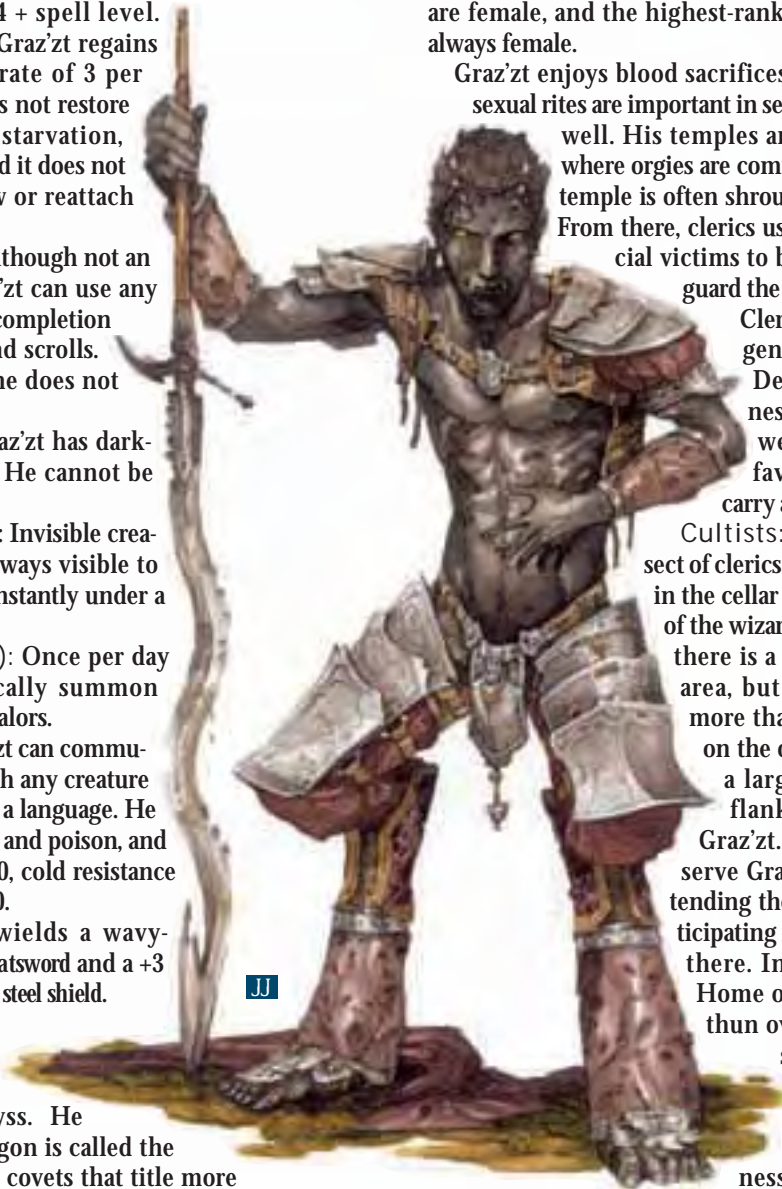 4 + spell level.
Graz'zt regains
rate of 3 per
s not restore
starvation,
d it does not
w or reattach
though not an
'zt can use any
completion
nd scrolls.
ne does not
raz'zt has dark-
He cannot be
: Invisible crea-
ways visible to
nstantly under a
): Once per day
cally summon
alors.
zt can commu-
h any creature
a language. He
and poison, and
0, cold resistance
0.
wields a wavy-
atsword and a +3
steel shield.
JJ
yss. He
gon is called the
covets that title more
are female, and the highest-rank
always female.
Graz'zt enjoys blood sacrifices
sexual rites are important in se
well. His temples ar
where orgies are com
temple is often shrou
From there, clerics us
cial victims to b
guard the
Cler
gen
De
nes
we
fav
carry a
Cultists:
sect of clerics
in the cellar
of the wizar
there is a
area, but
more tha
on the d
a larg
flank
Graz'zt.
serve Gra
tending the
ticipating
there. In
Home o
thun ov
s
ness